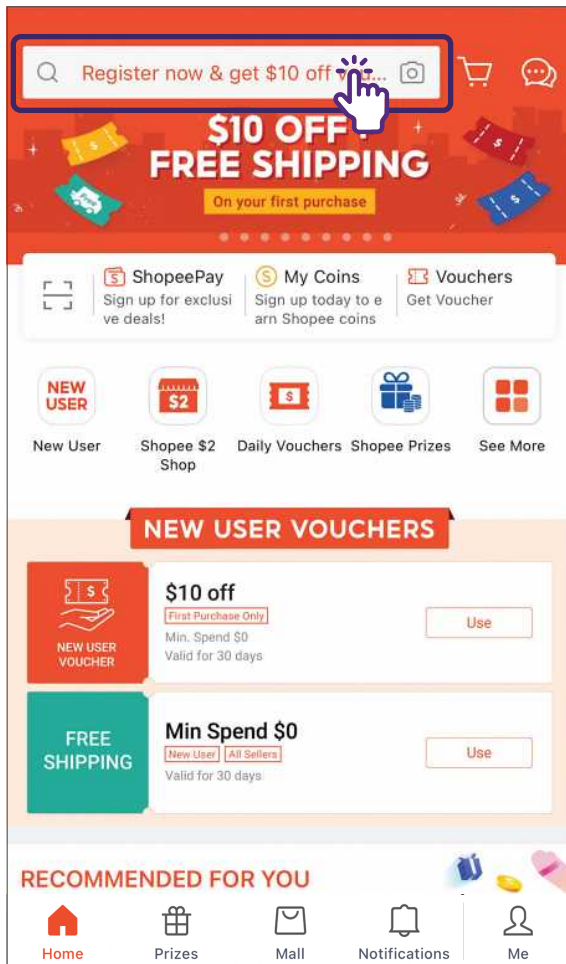 Register now & get $10 off
$10 OFF
FREE SHIPPING
On your first purchase
ShopeePay
Sign up for exclusi
ve deals!
$
My Coins
Sign up today to e
arn Shopee coins
Vouchers
Get Voucher
NEW
USER
New User
$2
Shopee $2
Shop
$
Daily Vouchers
Shopee Prizes
See More
NEW USER VOUCHERS
$
NEW USER
VOUCHER
$10 off
First Purchase Only
Min. Spend $0
Valid for 30 days
Use
FREE
SHIPPING
Min Spend $0
New User All Sellers
Valid for 30 days
Use
RECOMMENDED FOR YOU
Home
Prizes
Mall
Notifications
Me